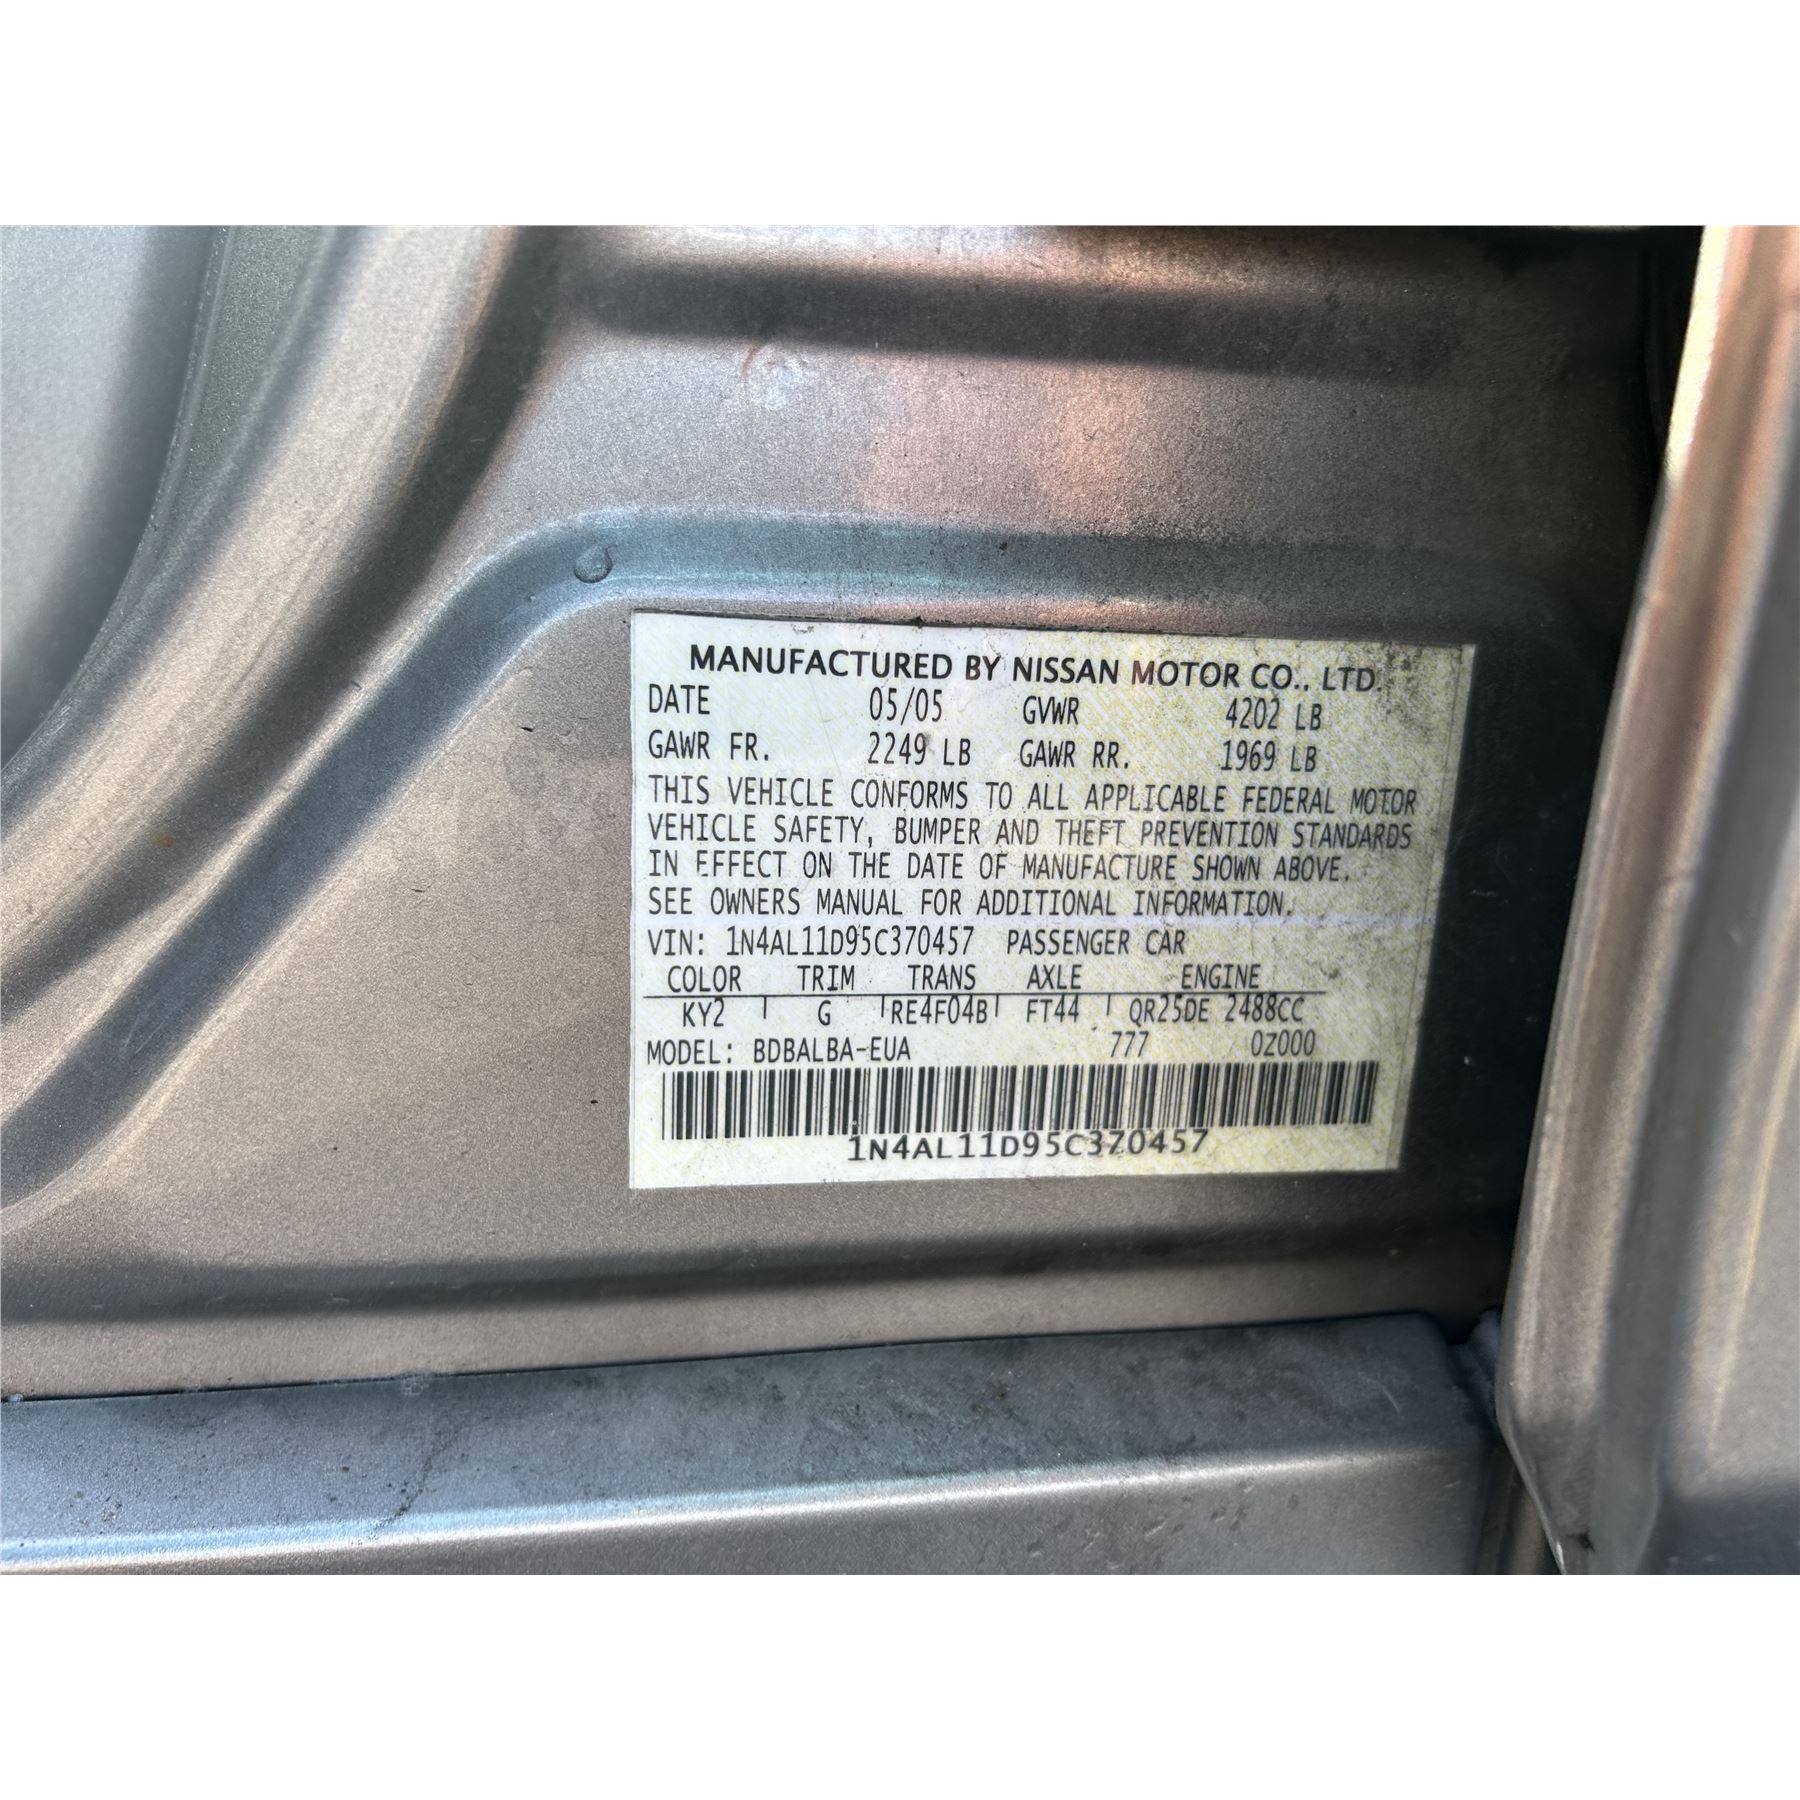 MANUFACTURED BY NISSAN MOTOR CO., LTD.
DATE 05/05 GVWR 4202 LB
GAWR FR. 2249 LB GAWR RR. 1969 LB
THIS VEHICLE CONFORMS TO ALL APPLICABLE FEDERAL MOTOR
VEHICLE SAFETY, BUMPER AND THEFT PREVENTION STANDARDS
IN EFFECT ON THE DATE OF MANUFACTURE SHOWN ABOVE.
SEE OWNERS MANUAL FOR ADDITIONAL INFORMATION.
VIN: 1N4AL11D95C370457 PASSENGER CAR
COLOR TRIM TRANS AXLE ENGINE
KY2 G RE4F04B FT44 QR25DE 2488CC
MODEL: BDBALBA-EUA 777 0Z000
1N4AL11D95C370457